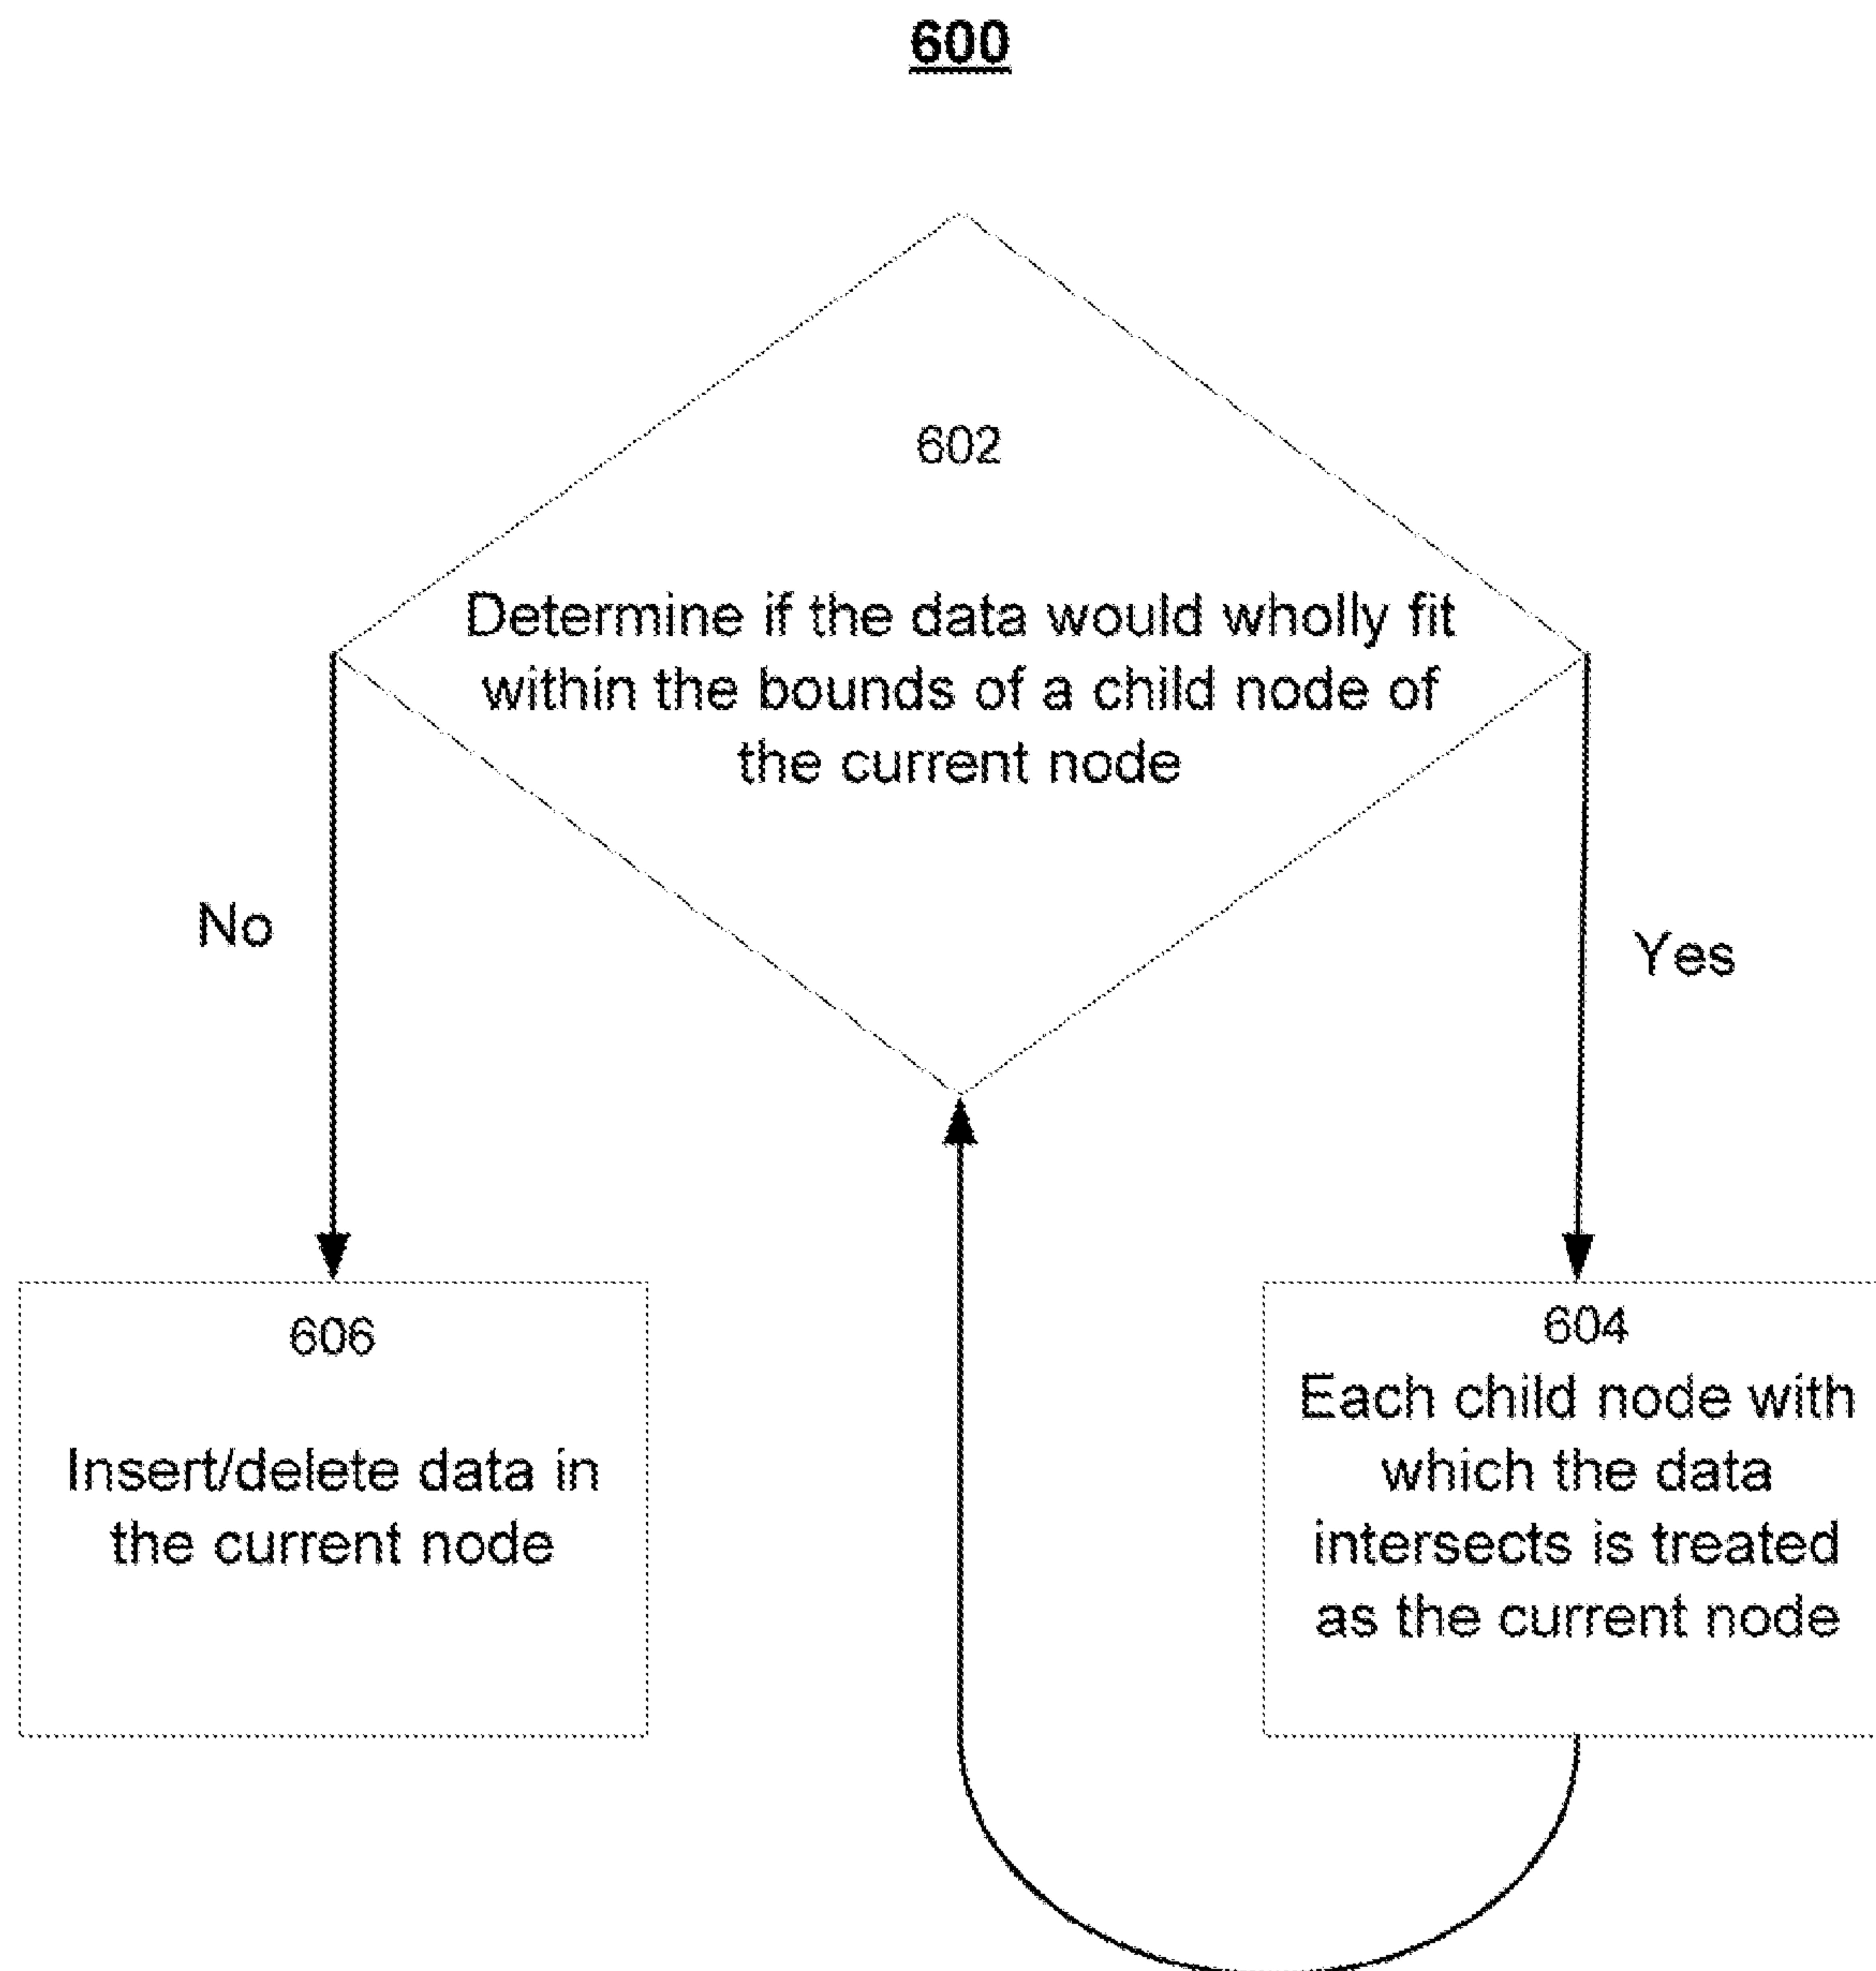 600
602
Determine if the data would wholly fit
within the bounds of a child node of
the current node
No
Yes
606
Insert/delete data in
the current node
604
Each child node with
which the data
intersects is treated
as the current node